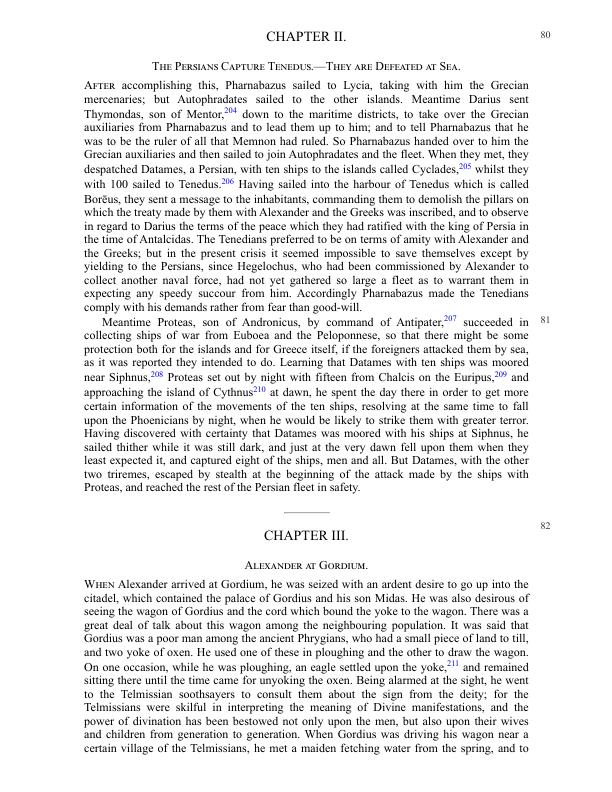 CHAPTER II.
80
The Persians Capture Tenedus.—They are Defeated at Sea.
After accomplishing this, Pharnabazus sailed to Lycia, taking with him the Grecian
mercenaries; but Autophradates sailed to the other islands. Meantime Darius sent
Thymondas, son of Mentor,204 down to the maritime districts, to take over the Grecian
auxiliaries from Pharnabazus and to lead them up to him; and to tell Pharnabazus that he
was to be the ruler of all that Memnon had ruled. So Pharnabazus handed over to him the
Grecian auxiliaries and then sailed to join Autophradates and the fleet. When they met, they
despatched Datames, a Persian, with ten ships to the islands called Cyclades,205 whilst they
with 100 sailed to Tenedus.206 Having sailed into the harbour of Tenedus which is called
Borēus, they sent a message to the inhabitants, commanding them to demolish the pillars on
which the treaty made by them with Alexander and the Greeks was inscribed, and to observe
in regard to Darius the terms of the peace which they had ratified with the king of Persia in
the time of Antalcidas. The Tenedians preferred to be on terms of amity with Alexander and
the Greeks; but in the present crisis it seemed impossible to save themselves except by
yielding to the Persians, since Hegelochus, who had been commissioned by Alexander to
collect another naval force, had not yet gathered so large a fleet as to warrant them in
expecting any speedy succour from him. Accordingly Pharnabazus made the Tenedians
comply with his demands rather from fear than good-will.
Meantime Proteas, son of Andronicus, by command of Antipater,207 succeeded in
81
collecting ships of war from Euboea and the Peloponnese, so that there might be some
protection both for the islands and for Greece itself, if the foreigners attacked them by sea,
as it was reported they intended to do. Learning that Datames with ten ships was moored
near Siphnus,208 Proteas set out by night with fifteen from Chalcis on the Euripus,209 and
approaching the island of Cythnus210 at dawn, he spent the day there in order to get more
certain information of the movements of the ten ships, resolving at the same time to fall
upon the Phoenicians by night, when he would be likely to strike them with greater terror.
Having discovered with certainty that Datames was moored with his ships at Siphnus, he
sailed thither while it was still dark, and just at the very dawn fell upon them when they
least expected it, and captured eight of the ships, men and all. But Datames, with the other
two triremes, escaped by stealth at the beginning of the attack made by the ships with
Proteas, and reached the rest of the Persian fleet in safety.
82
CHAPTER III.
Alexander at Gordium.
When Alexander arrived at Gordium, he was seized with an ardent desire to go up into the
citadel, which contained the palace of Gordius and his son Midas. He was also desirous of
seeing the wagon of Gordius and the cord which bound the yoke to the wagon. There was a
great deal of talk about this wagon among the neighbouring population. It was said that
Gordius was a poor man among the ancient Phrygians, who had a small piece of land to till,
and two yoke of oxen. He used one of these in ploughing and the other to draw the wagon.
On one occasion, while he was ploughing, an eagle settled upon the yoke,211 and remained
sitting there until the time came for unyoking the oxen. Being alarmed at the sight, he went
to the Telmissian soothsayers to consult them about the sign from the deity; for the
Telmissians were skilful in interpreting the meaning of Divine manifestations, and the
power of divination has been bestowed not only upon the men, but also upon their wives
and children from generation to generation. When Gordius was driving his wagon near a
certain village of the Telmissians, he met a maiden fetching water from the spring, and to